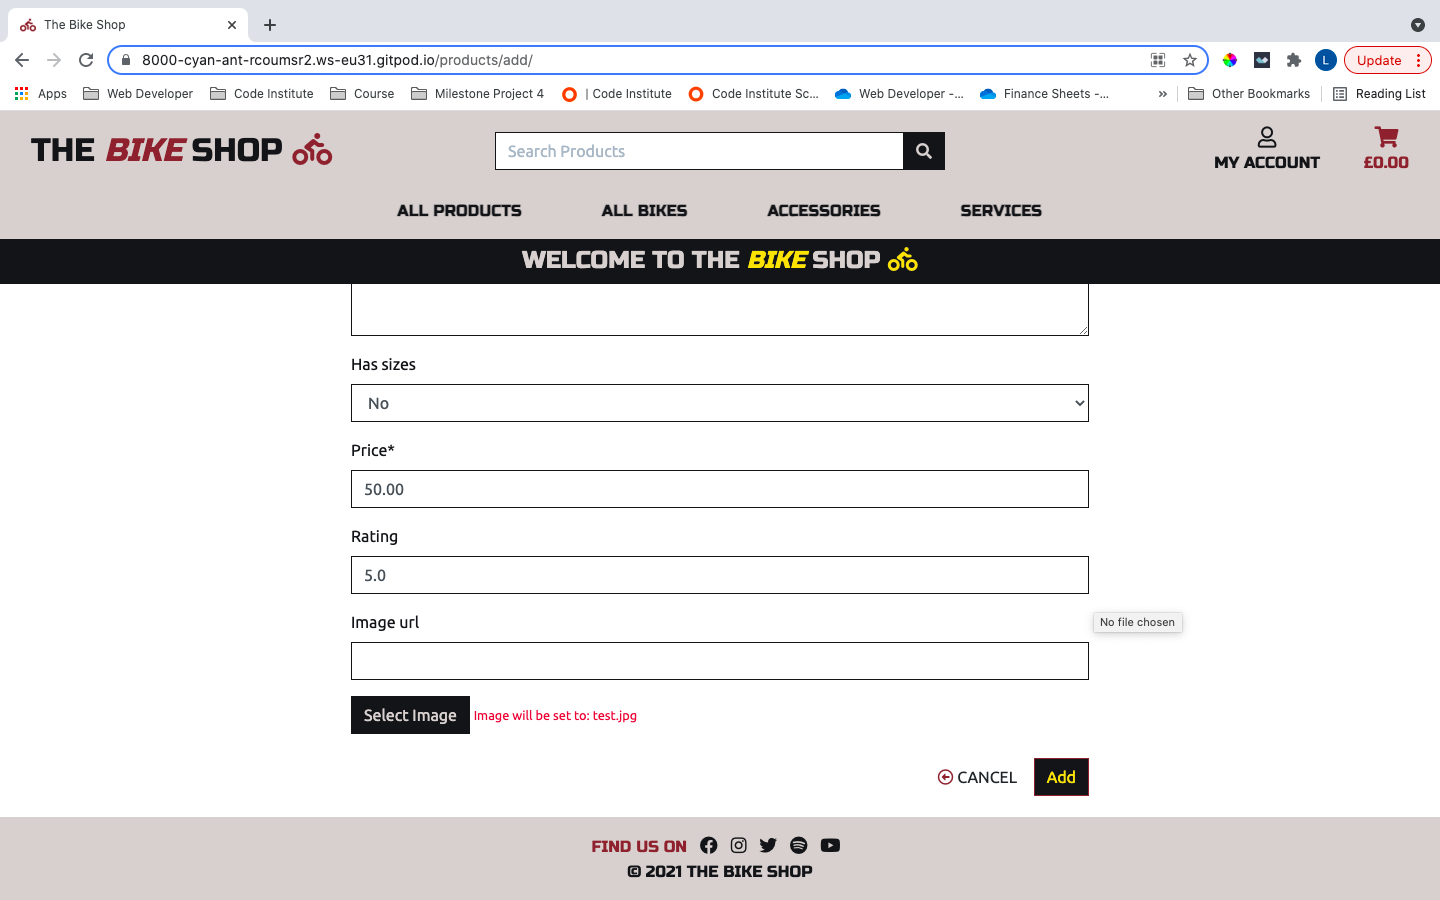 The Bike Shop
8000-cyan-ant-rcoumsr2.ws-eu31.gitpod.io/products/add/
L
Update
Apps
Web Developer
Code Institute
Course
Milestone Project 4
| Code Institute
Code Institute Sc...
Web Developer -...
Finance Sheets -...
»
Other Bookmarks
Reading List
THE BIKE SHOP
Search Products
MY ACCOUNT
£0.00
ALL PRODUCTS
ALL BIKES
ACCESSORIES
SERVICES
WELCOME TO THE BIKE SHOP
Has sizes
No
Price*
50.00
Rating
5.0
Image url
No file chosen
Select Image
Image will be set to: test.jpg
CANCEL
Add
FIND US ON
© 2021 THE BIKE SHOP